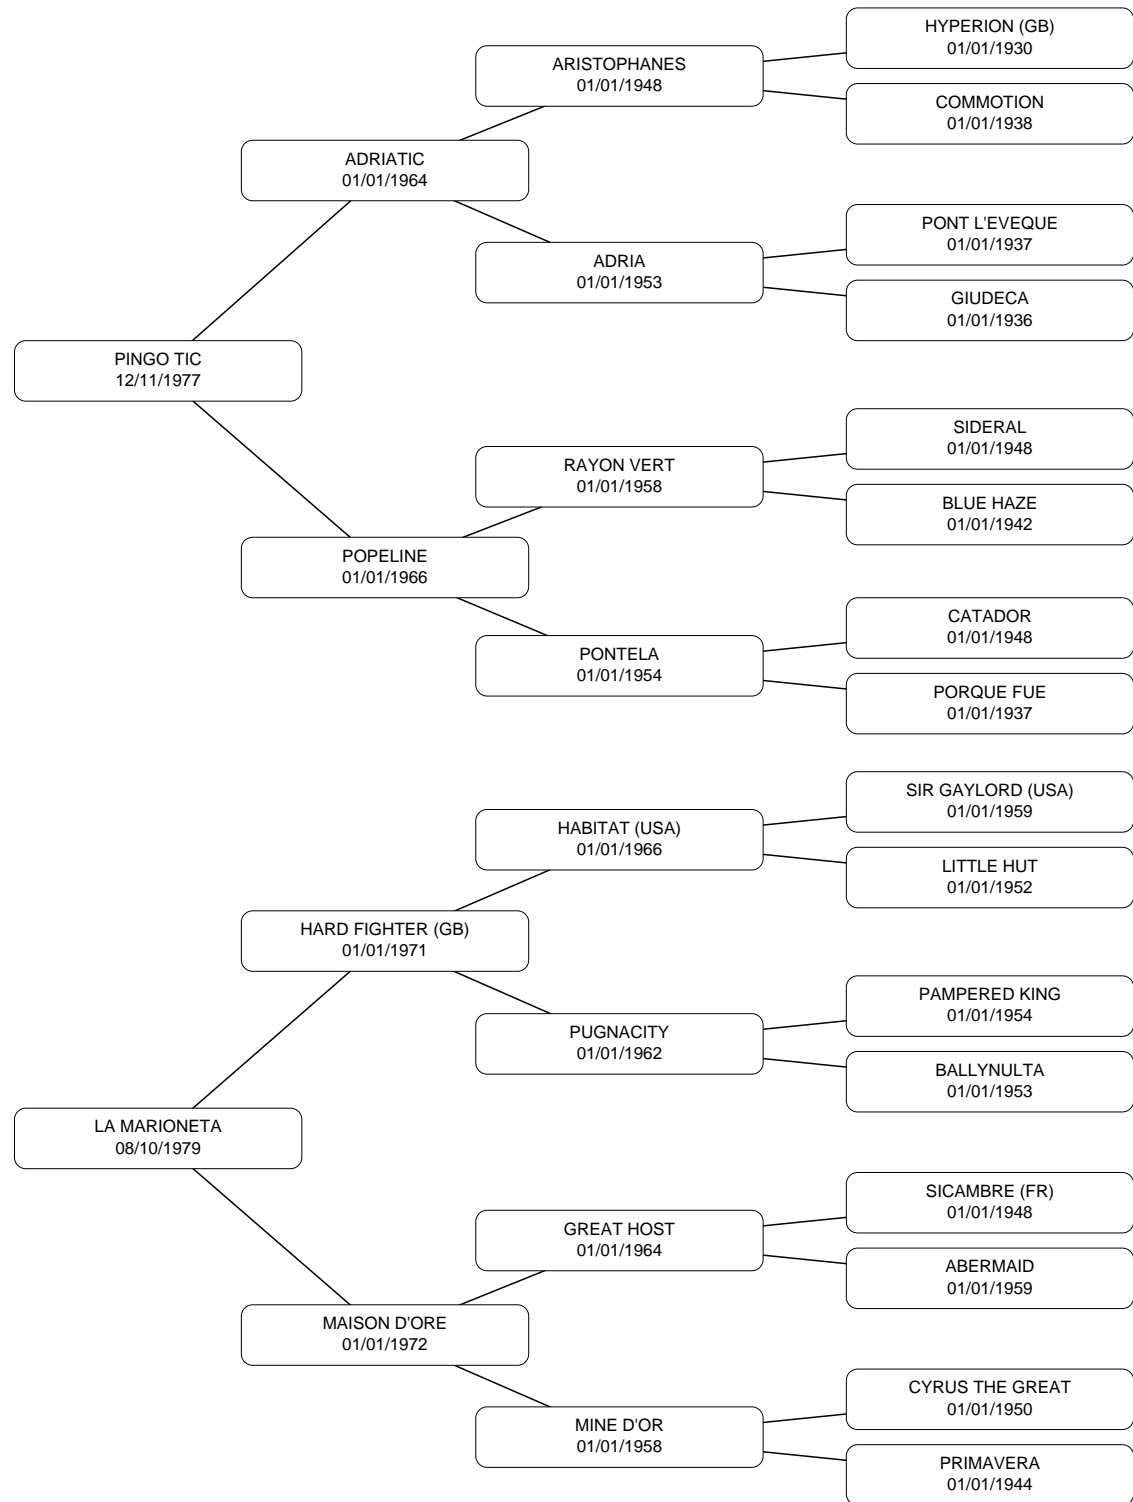 HYPERION (GB)
01/01/1930
ARISTOPHANES
01/01/1948
COMMOTION
01/01/1938
ADRIATIC
01/01/1964
PONT L'EVEQUE
01/01/1937
ADRIA
01/01/1953
GIUDECA
01/01/1936
PINGO TIC
12/11/1977
SIDERAL
01/01/1948
RAYON VERT
01/01/1958
BLUE HAZE
01/01/1942
POPELINE
01/01/1966
CATADOR
01/01/1948
PONTELA
01/01/1954
PORQUE FUE
01/01/1937
SIR GAYLORD (USA)
01/01/1959
HABITAT (USA)
01/01/1966
LITTLE HUT
01/01/1952
HARD FIGHTER (GB)
01/01/1971
PAMPERED KING
01/01/1954
PUGNACITY
01/01/1962
BALLYNULTA
01/01/1953
LA MARIONETA
08/10/1979
SICAMBRE (FR)
01/01/1948
GREAT HOST
01/01/1964
ABERMAID
01/01/1959
MAISON D'ORE
01/01/1972
CYRUS THE GREAT
01/01/1950
MINE D'OR
01/01/1958
PRIMAVERA
01/01/1944